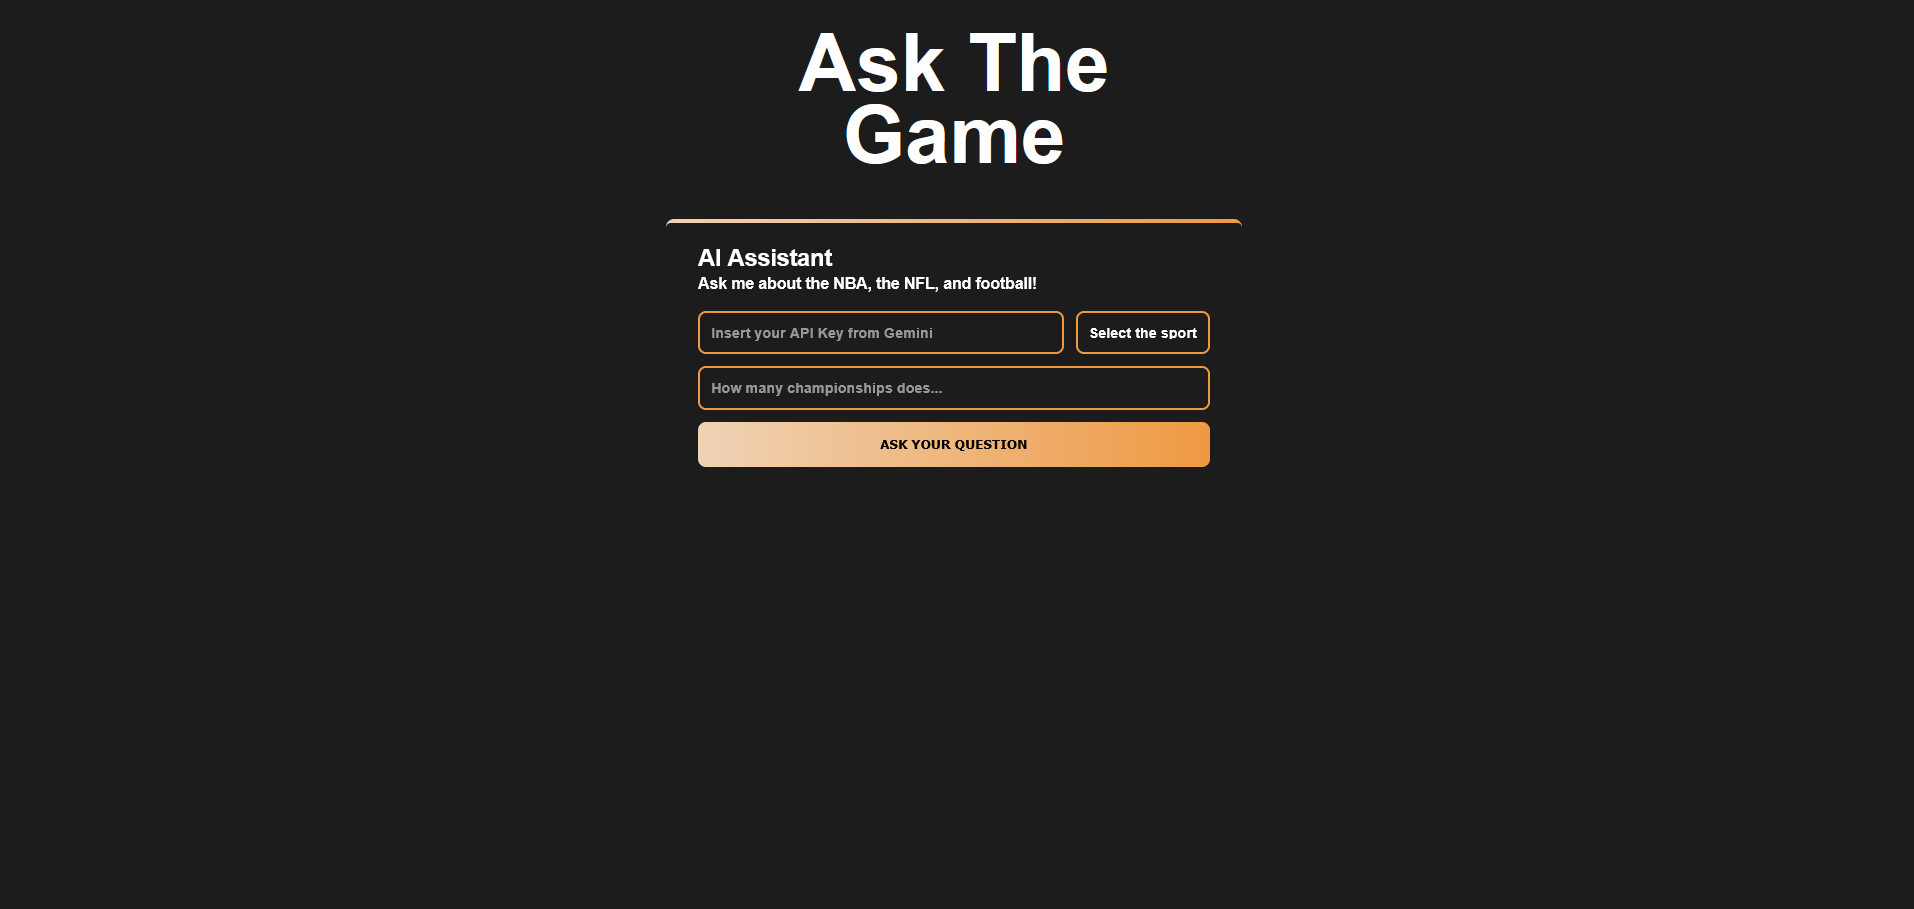 Ask The
Game
AI Assistant
Ask me about the NBA, the NFL, and football!
Insert your API Key from Gemini
Select the sport
How many championships does...
ASK YOUR QUESTION